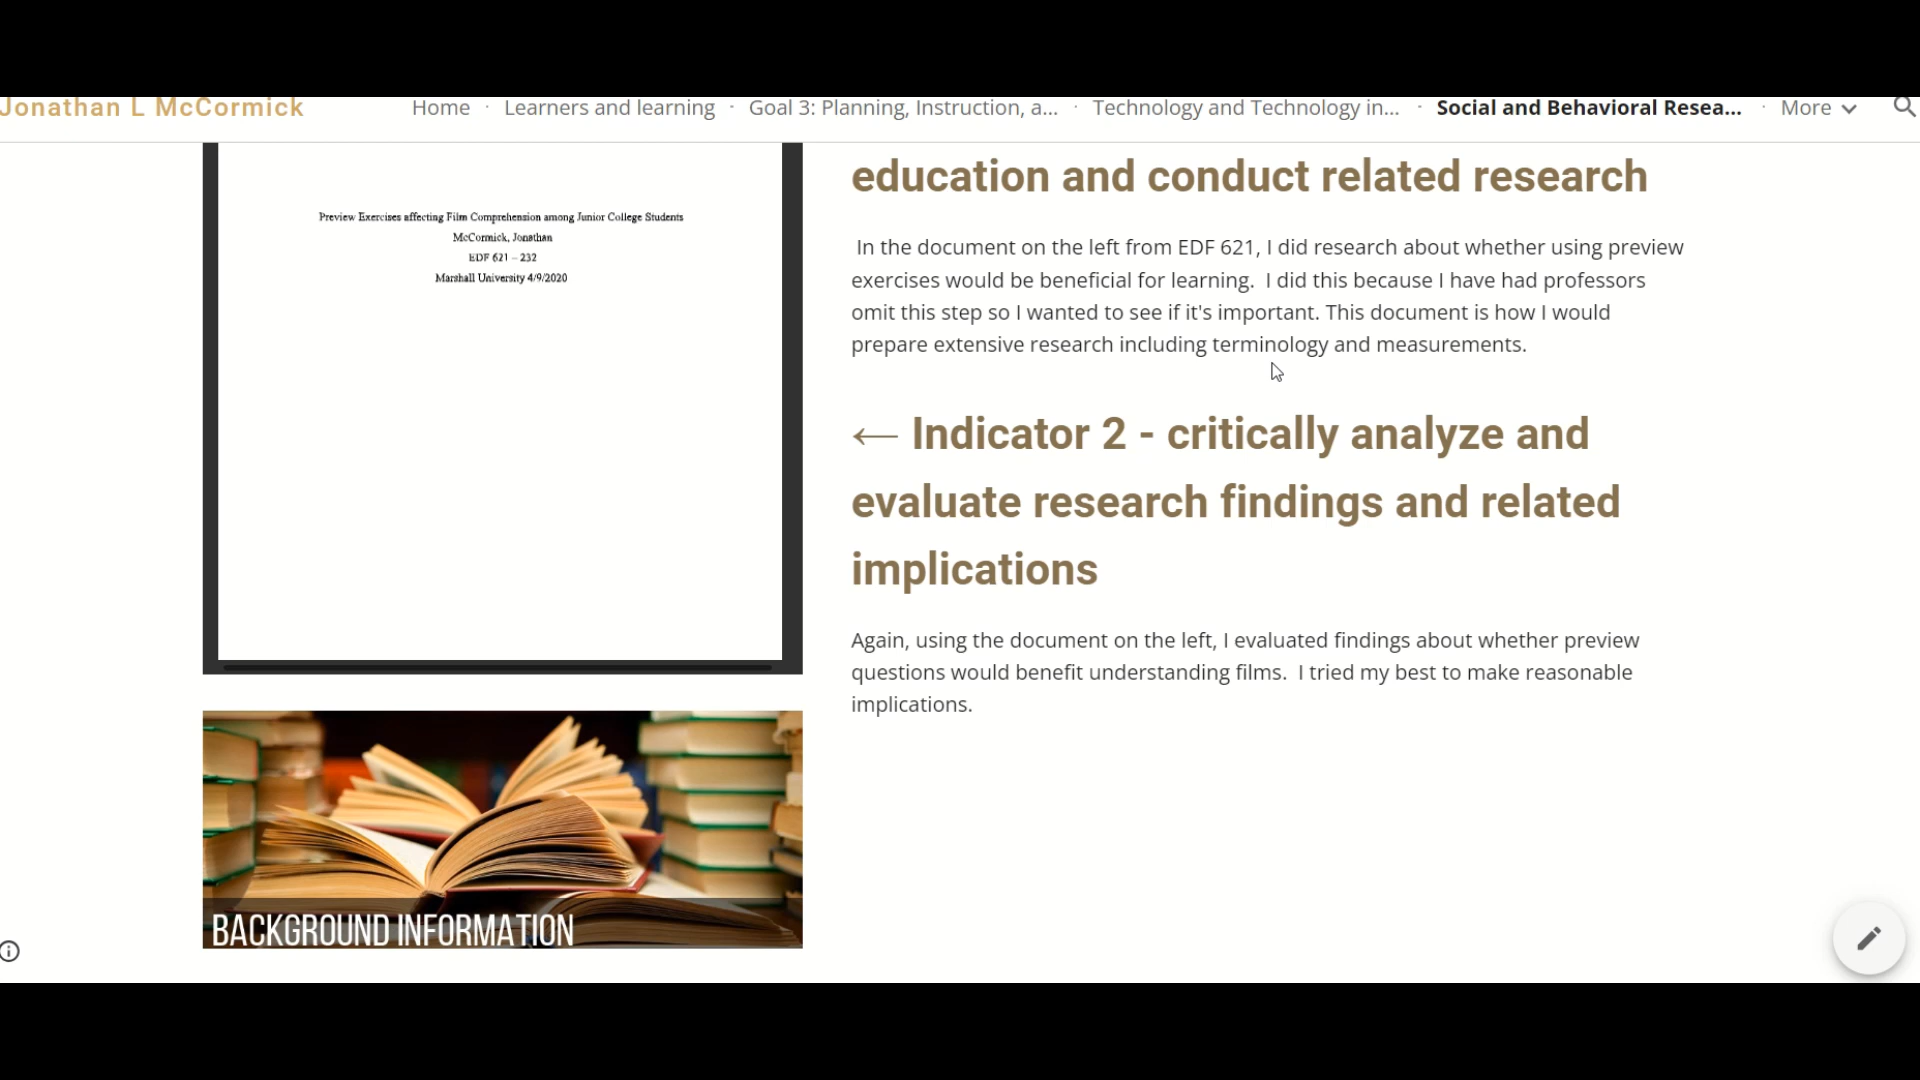 Jonathan L McCormick
Home · Learners and learning · Goal 3: Planning, Instruction, a... · Technology and Technology in... · Social and Behavioral Resea... · More
Preview Exercises affecting Film Comprehension among Junior College Students
McCormick, Jonathan
EDF 621 – 232
Marshall University 4/9/2020
education and conduct related research
In the document on the left from EDF 621, I did research about whether using preview
exercises would be beneficial for learning.  I did this because I have had professors
omit this step so I wanted to see if it's important. This document is how I would
prepare extensive research including terminology and measurements.
← Indicator 2 - critically analyze and
evaluate research findings and related
implications
Again, using the document on the left, I evaluated findings about whether preview
questions would benefit understanding films.  I tried my best to make reasonable
implications.
BACKGROUND INFORMATION